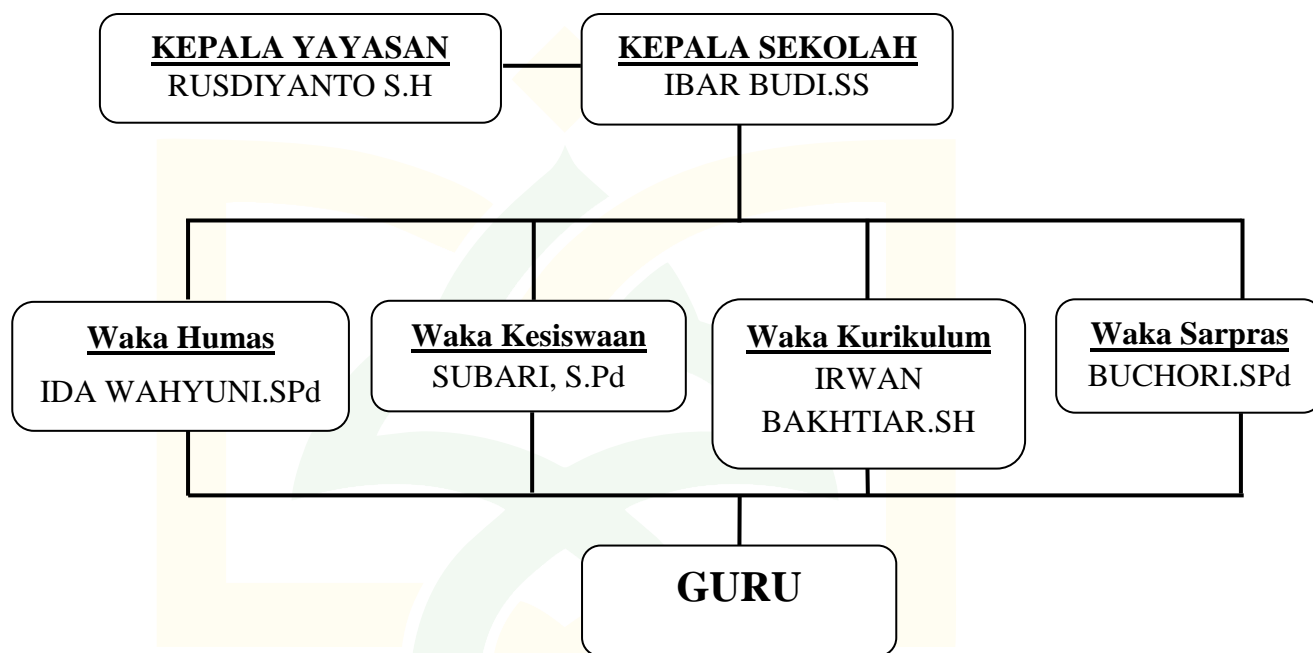 KEPALA YAYASAN
RUSDIYANTO S.H
KEPALA SEKOLAH
IBAR BUDI.SS
Waka Humas
IDA WAHYUNI.SPd
Waka Kesiswaan
SUBARI, S.Pd
Waka Kurikulum
IRWAN
BAKHTIAR.SH
Waka Sarpras
BUCHORI.SPd
GURU